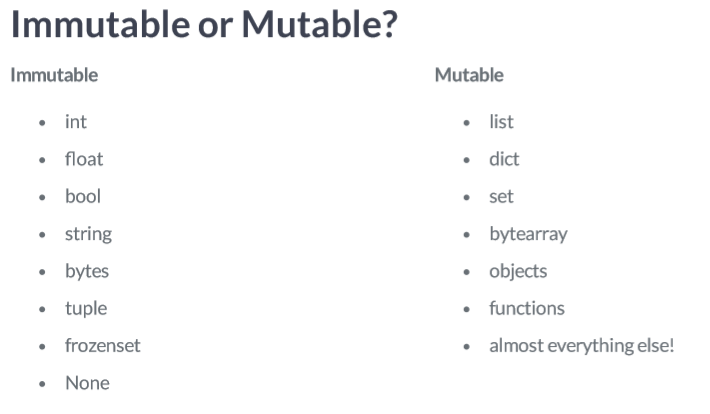 Immutable or Mutable?
Immutable
• int
• float
• bool
• string
• bytes
• tuple
• frozenset
• None
Mutable
• list
• dict
• set
• bytearray
• objects
• functions
• almost everything else!